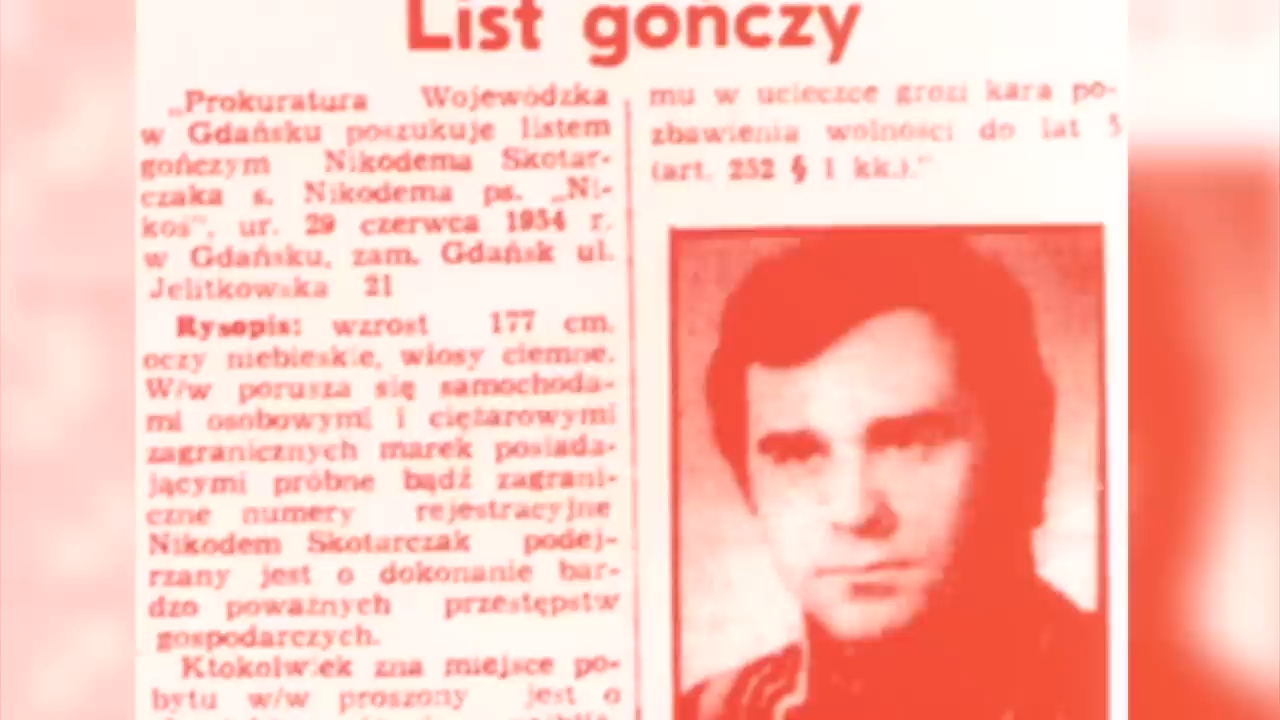 List gończy
„Prokuratura Wojewódzka
w Gdańsku poszukuje listem
gończym Nikodema Skotar-
czaka s. Nikodema ps. „Ni-
koś", ur. 29 czerwca 1954 r.
w Gdańsku, zam. Gdańsk ul.
Jelitkowska 21
Rysopis: wzrost 177 cm,
oczy niebieskie, włosy ciemne.
W/w porusza się samochoda-
mi osobowymi i ciężarowymi
zagranicznych marek posiada-
jącymi próbne bądź zagrani-
czne numery rejestracyjne
Nikodem Skotarczak podej-
rzany jest o dokonanie bar-
dzo poważnych przestępstw
gospodarczych.
Ktokolwiek zna miejsce po-
bytu w/w proszony jest o
mu w ucieczce grozi kara po-
zbawienia wolności do lat 5
(art. 252 § 1 kk.)."